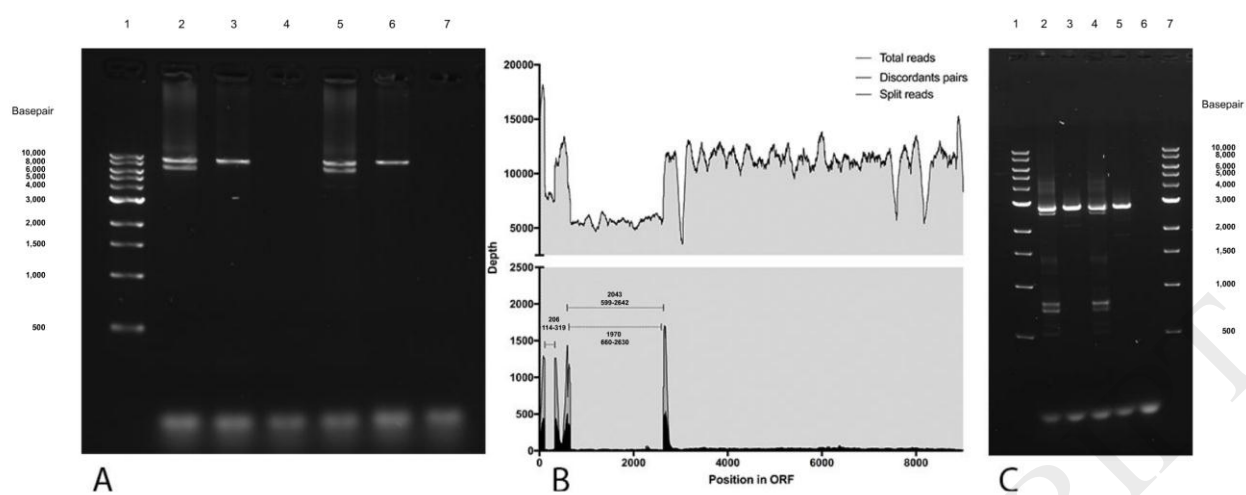 1 2 3 4 5 6 7
Basepair
10,000
8,000
6,000
5,000
4,000
3,000
2,000
1,500
1,000
500
A
Total reads
Discordants pairs
Split reads
20000
15000
10000
5000
Depth
2500
2000
1500
1000
500
0
2043
599-2642
206
114-319
1970
660-2630
0 2000 4000 6000 8000
Position in ORF
B
1 2 3 4 5 6 7
Basepair
10,000
8,000
6,000
5,000
4,000
3,000
2,000
1,500
1,000
500
C